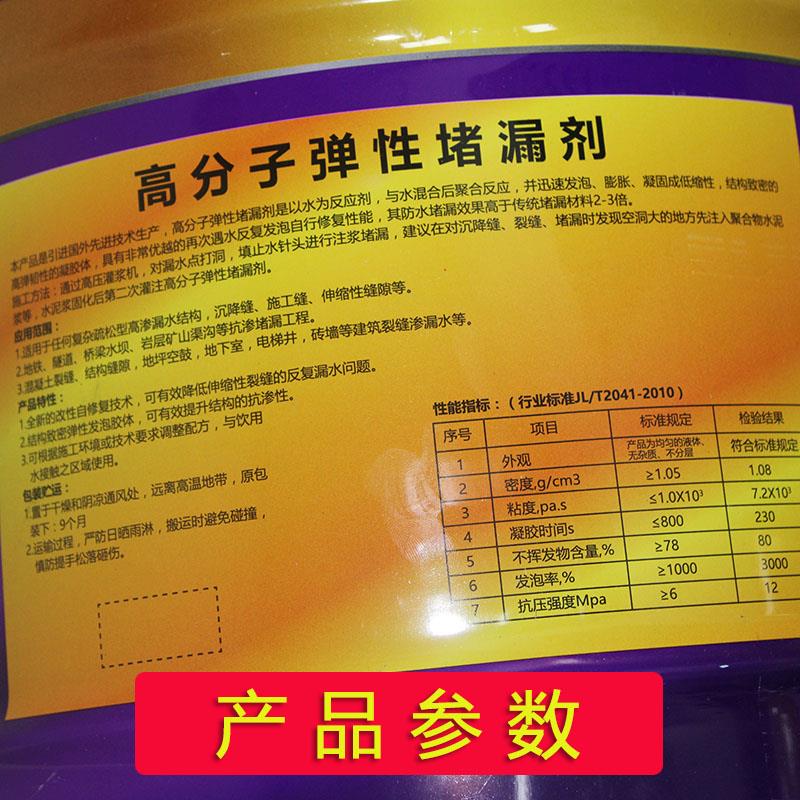 高分子弹性堵漏剂
本产品是引进国外先进技术生产，高分子弹性堵漏剂是以水为反应剂，与水混合后聚合反应，并迅速发泡、膨胀、凝固成低缩性，结构致密的
高弹韧性的凝胶体，具有非常优越的再次遇水反复发泡自行修复性能，其防水堵漏效果高于传统堵漏材料2-3倍。
施工方法：通过高压灌浆机，对漏水点打洞，填止水针头进行注浆堵漏，建议在对沉降缝、裂缝、堵漏时发现空洞大的地方先注入聚合物水泥
浆等，水泥浆固化后第二次灌注高分子弹性堵漏剂。
应用范围：
1.适用于任何复杂疏松型高渗漏水结构，沉降缝、施工缝、伸缩性缝隙等。
2.地铁、隧道、桥梁水坝、岩层矿山渠沟等抗渗堵漏工程。
3.混凝土裂缝、结构缝隙，地坪空鼓，地下室，电梯井，砖墙等建筑裂缝渗漏水等。
产品特性：
1.全新的改性自修复技术，可有效降低伸缩性裂缝的反复漏水问题。
2.结构致密弹性发泡胶体，可有效提升结构的抗渗性。
3.可根据施工环境或技术要求调整配方，与饮用
水接触之区域使用。
包装贮运：
1.置于干燥和阴凉通风处，远离高温地带，原包
装下：9个月
2.运输过程，严防日晒雨淋，搬运时避免碰撞，
慎防提手松落砸伤。
性能指标：（行业标准JL/T2041-2010）
序号 项目 标准规定 检验结果
1 外观 产品为均匀的液体、无杂质、不分层 符合标准规定
2 密度,g/cm3 ≥1.05 1.08
3 粘度,pa.s ≤1.0X10³ 7.2X10³
4 凝胶时间s ≤800 230
5 不挥发物含量,% ≥78 80
6 发泡率,% ≥1000 3000
7 抗压强度Mpa ≥6 12
产品参数